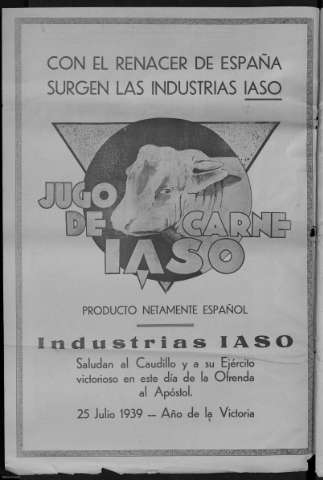 CON EL RENACER DE ESPAÑA
SURGEN LAS INDUSTRIAS IASO
JUGO
DE CARNE
IASO
PRODUCTO NETAMENTE ESPAÑOL
Industrias IASO
Saludan al Caudillo y a su Ejército
victorioso en este día de la Ofrenda
al Apóstol.
25 Julio 1939 -- Año de la Victoria